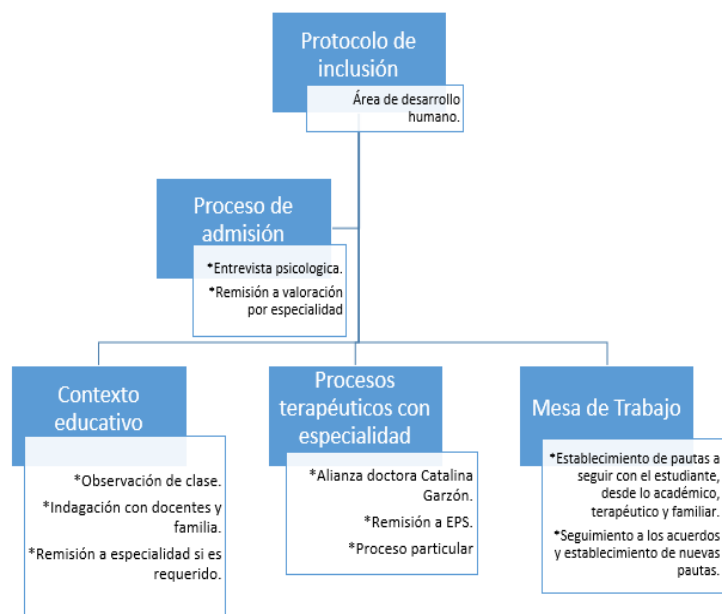 Protocolo de
inclusión
Área de desarrollo
humano.
Proceso de
admisión
*Entrevista psicologica.
*Remisión a valoración
por especialidad
Contexto
educativo
*Observación de clase.
*Indagación con docentes y
familia.
*Remisión a especialidad si es
requerido.
Procesos
terapéuticos con
especialidad
*Alianza doctora Catalina
Garzón.
*Remisión a EPS.
*Proceso particular
Mesa de Trabajo
*Establecimiento de pautas a
seguir con el estudiante,
desde lo académico,
terapéutico y familiar.
*Seguimiento a los acuerdos
y establecimiento de nuevas
pautas.